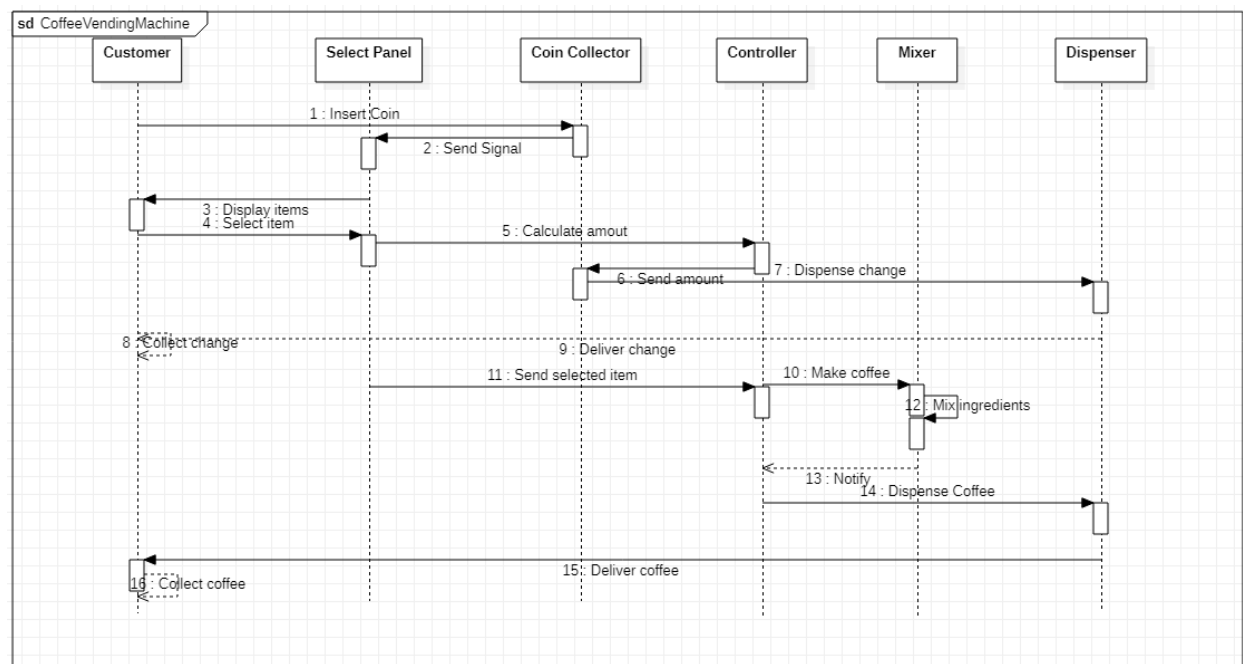 sd CoffeeVendingMachine
Customer
Select Panel
Coin Collector
Controller
Mixer
Dispenser
1 : Insert Coin
2 : Send Signal
3 : Display items
4 : Select item
5 : Calculate amout
6 : Send amount
7 : Dispense change
8 : Collect change
9 : Deliver change
10 : Make coffee
11 : Send selected item
12 : Mix ingredients
13 : Notify
14 : Dispense Coffee
15 : Deliver coffee
16 : Collect coffee